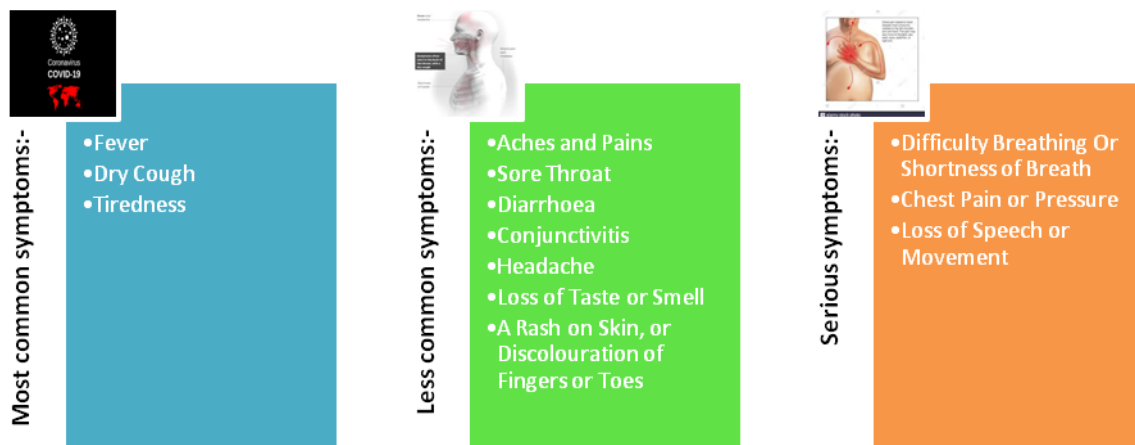 Coronavirus
COVID-19
Most common symptoms:-
•Fever
•Dry Cough
•Tiredness
Less common symptoms:-
•Aches and Pains
•Sore Throat
•Diarrhoea
•Conjunctivitis
•Headache
•Loss of Taste or Smell
•A Rash on Skin, or
Discolouration of
Fingers or Toes
Serious symptoms:-
•Difficulty Breathing Or
Shortness of Breath
•Chest Pain or Pressure
•Loss of Speech or
Movement